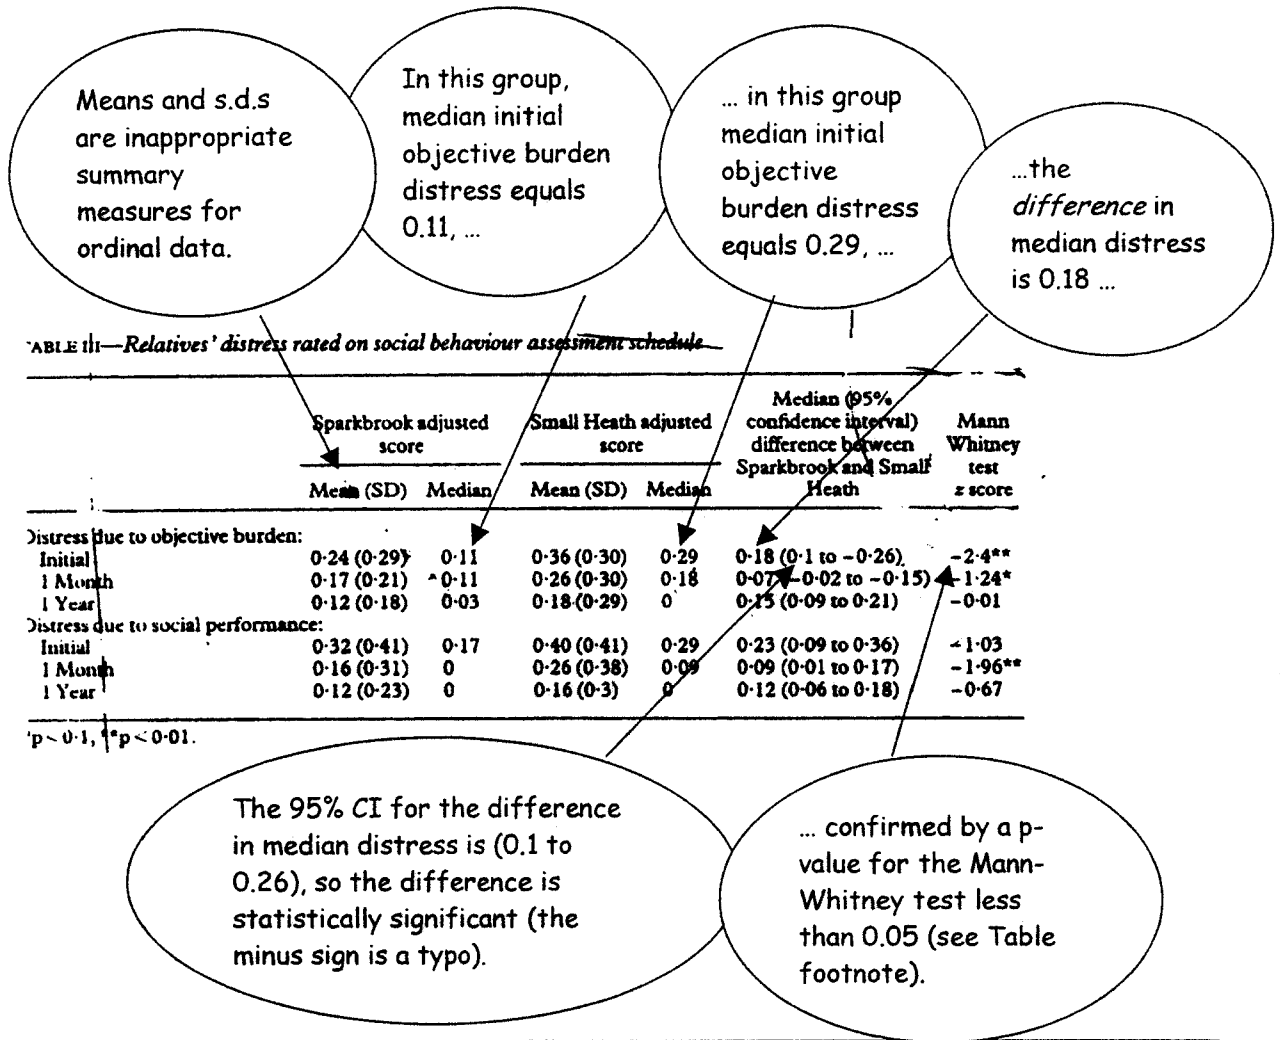 Means and s.d.s
are inappropriate
summary
measures for
ordinal data.
In this group,
median initial
objective burden
distress equals
0.11, ...
... in this group
median initial
objective
burden distress
equals 0.29, ...
...the
difference in
median distress
is 0.18 ...
TABLE III—Relatives' distress rated on social behaviour assessment schedule
Sparkbrook adjusted
score
Small Heath adjusted
score
Median (95%
confidence interval)
difference between
Sparkbrook and Small
Heath
Mann
Whitney
test
z score
Mean (SD) Median Mean (SD) Median
Distress due to objective burden:
Initial 0·24 (0·29) 0·11 0·36 (0·30) 0·29 0·18 (0·1 to −0·26) −2·4**
1 Month 0·17 (0·21) 0·11 0·26 (0·30) 0·18 0·07 (−0·02 to −0·15) −1·24*
1 Year 0·12 (0·18) 0·03 0·18 (0·29) 0 0·15 (0·09 to 0·21) −0·01
Distress due to social performance:
Initial 0·32 (0·41) 0·17 0·40 (0·41) 0·29 0·23 (0·09 to 0·36) −1·03
1 Month 0·16 (0·31) 0 0·26 (0·38) 0·09 0·09 (0·01 to 0·17) −1·96**
1 Year 0·12 (0·23) 0 0·16 (0·3) 0 0·12 (0·06 to 0·18) −0·67
*p < 0·1, **p < 0·01.
The 95% CI for the difference
in median distress is (0.1 to
0.26), so the difference is
statistically significant (the
minus sign is a typo).
... confirmed by a p-
value for the Mann-
Whitney test less
than 0.05 (see Table
footnote).